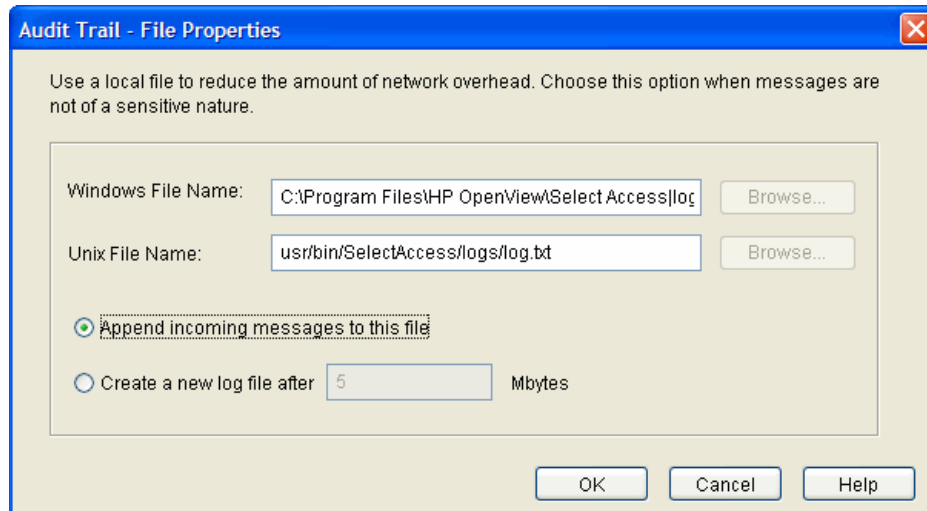 Audit Trail - File Properties
Use a local file to reduce the amount of network overhead. Choose this option when messages are
not of a sensitive nature.
Windows File Name: C:\Program Files\HP OpenView\Select Access|log Browse...
Unix File Name: usr/bin/SelectAccess/logs/log.txt Browse...
Append incoming messages to this file
Create a new log file after 5 Mbytes
OK Cancel Help